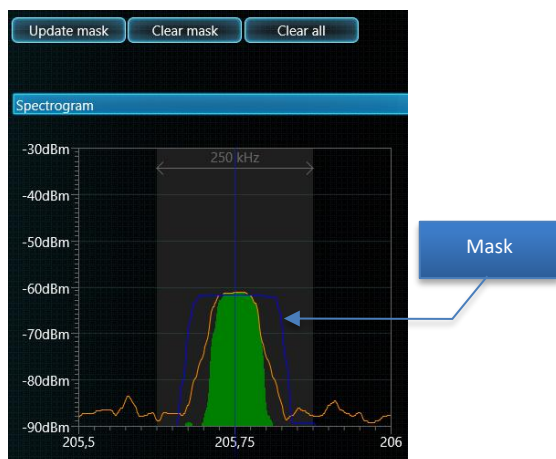 Update mask Clear mask Clear all
Spectrogram
-30dBm
250 kHz
-40dBm
-50dBm
Mask
-60dBm
-70dBm
-80dBm
-90dBm
205,5 205,75 206